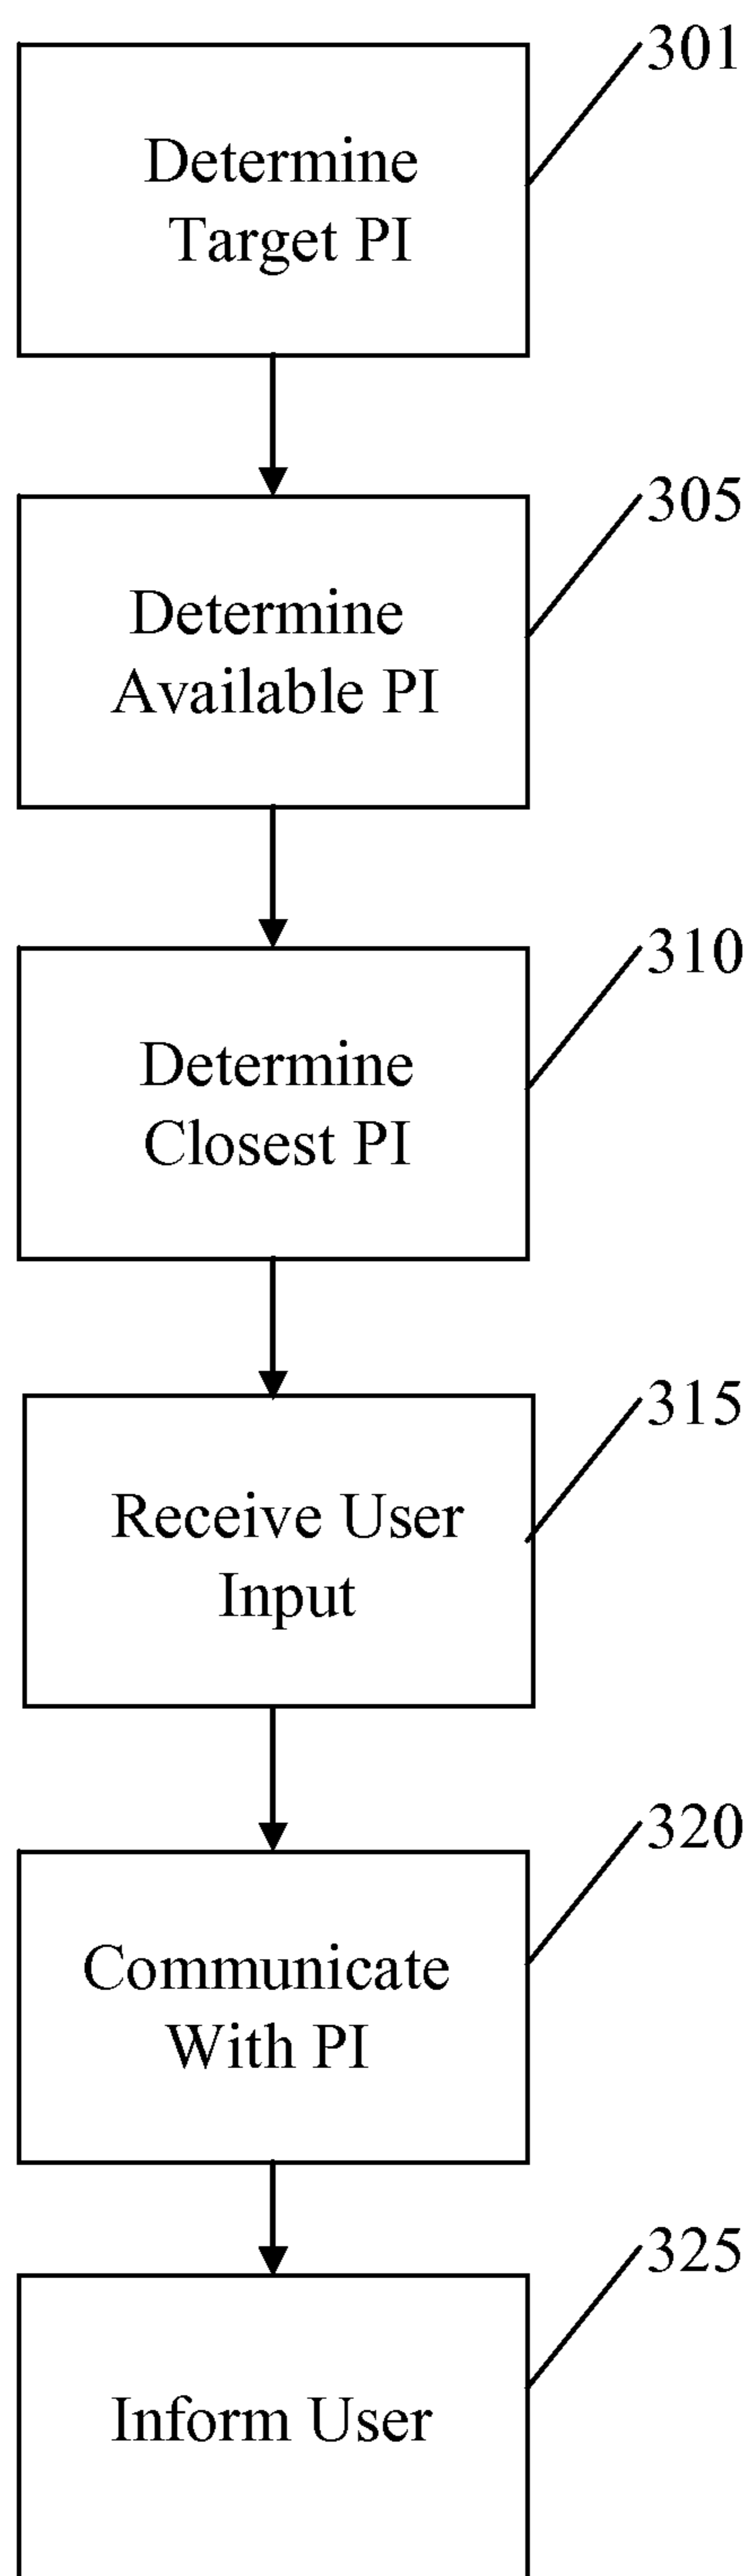 301
Determine
Target PI
305
Determine
Available PI
310
Determine
Closest PI
315
Receive User
Input
320
Communicate
With PI
325
Inform User